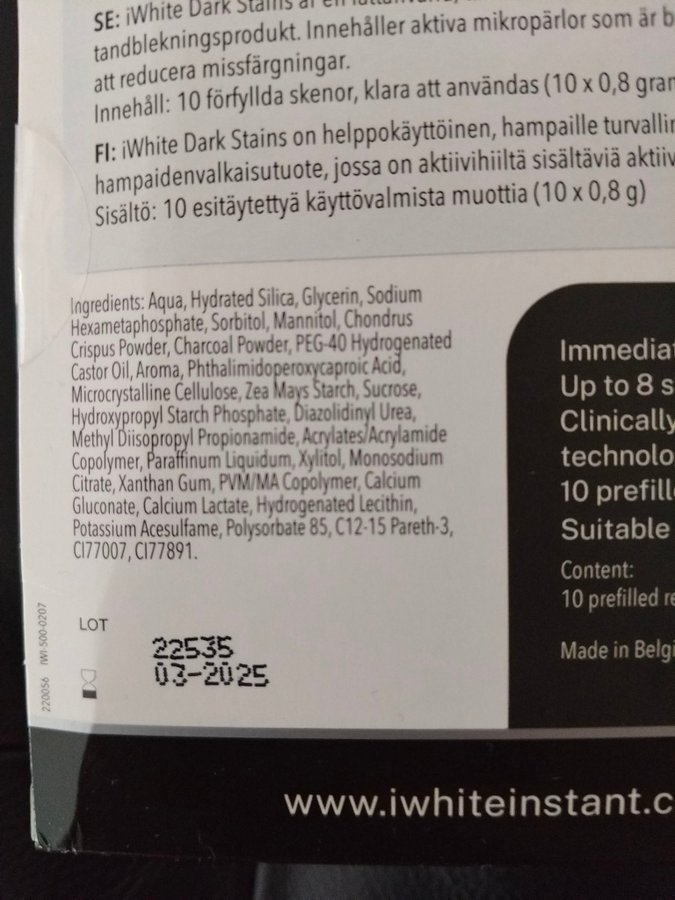 SE: iWhite Dark Stains är en lättanvänd,
tandblekningsprodukt. Innehåller aktiva mikropärlor som är b
att reducera missfärgningar.
Innehåll: 10 förfyllda skenor, klara att användas (10 x 0,8 gran
FI: iWhite Dark Stains on helppokäyttöinen, hampaille turvallin
hampaidenvalkaisutuote, jossa on aktiivihiiltä sisältäviä aktiiv
Sisältö: 10 esitäytettyä käyttövalmista muottia (10 x 0,8 g)
Ingredients: Aqua, Hydrated Silica, Glycerin, Sodium
Hexametaphosphate, Sorbitol, Mannitol, Chondrus
Crispus Powder, Charcoal Powder, PEG-40 Hydrogenated
Castor Oil, Aroma, Phthalimidoperoxycaproic Acid,
Microcrystalline Cellulose, Zea Mays Starch, Sucrose,
Hydroxypropyl Starch Phosphate, Diazolidinyl Urea,
Methyl Diisopropyl Propionamide, Acrylates/Acrylamide
Copolymer, Paraffinum Liquidum, Xylitol, Monosodium
Citrate, Xanthan Gum, PVM/MA Copolymer, Calcium
Gluconate, Calcium Lactate, Hydrogenated Lecithin,
Potassium Acesulfame, Polysorbate 85, C12-15 Pareth-3,
CI77007, CI77891.
Immediat
Up to 8 s
Clinically
technolo
10 prefille
Suitable
Content:
10 prefilled re
Made in Belgi
LOT
22535
03-2025
220056 IWI-500-0207
www.iwhiteinstant.c